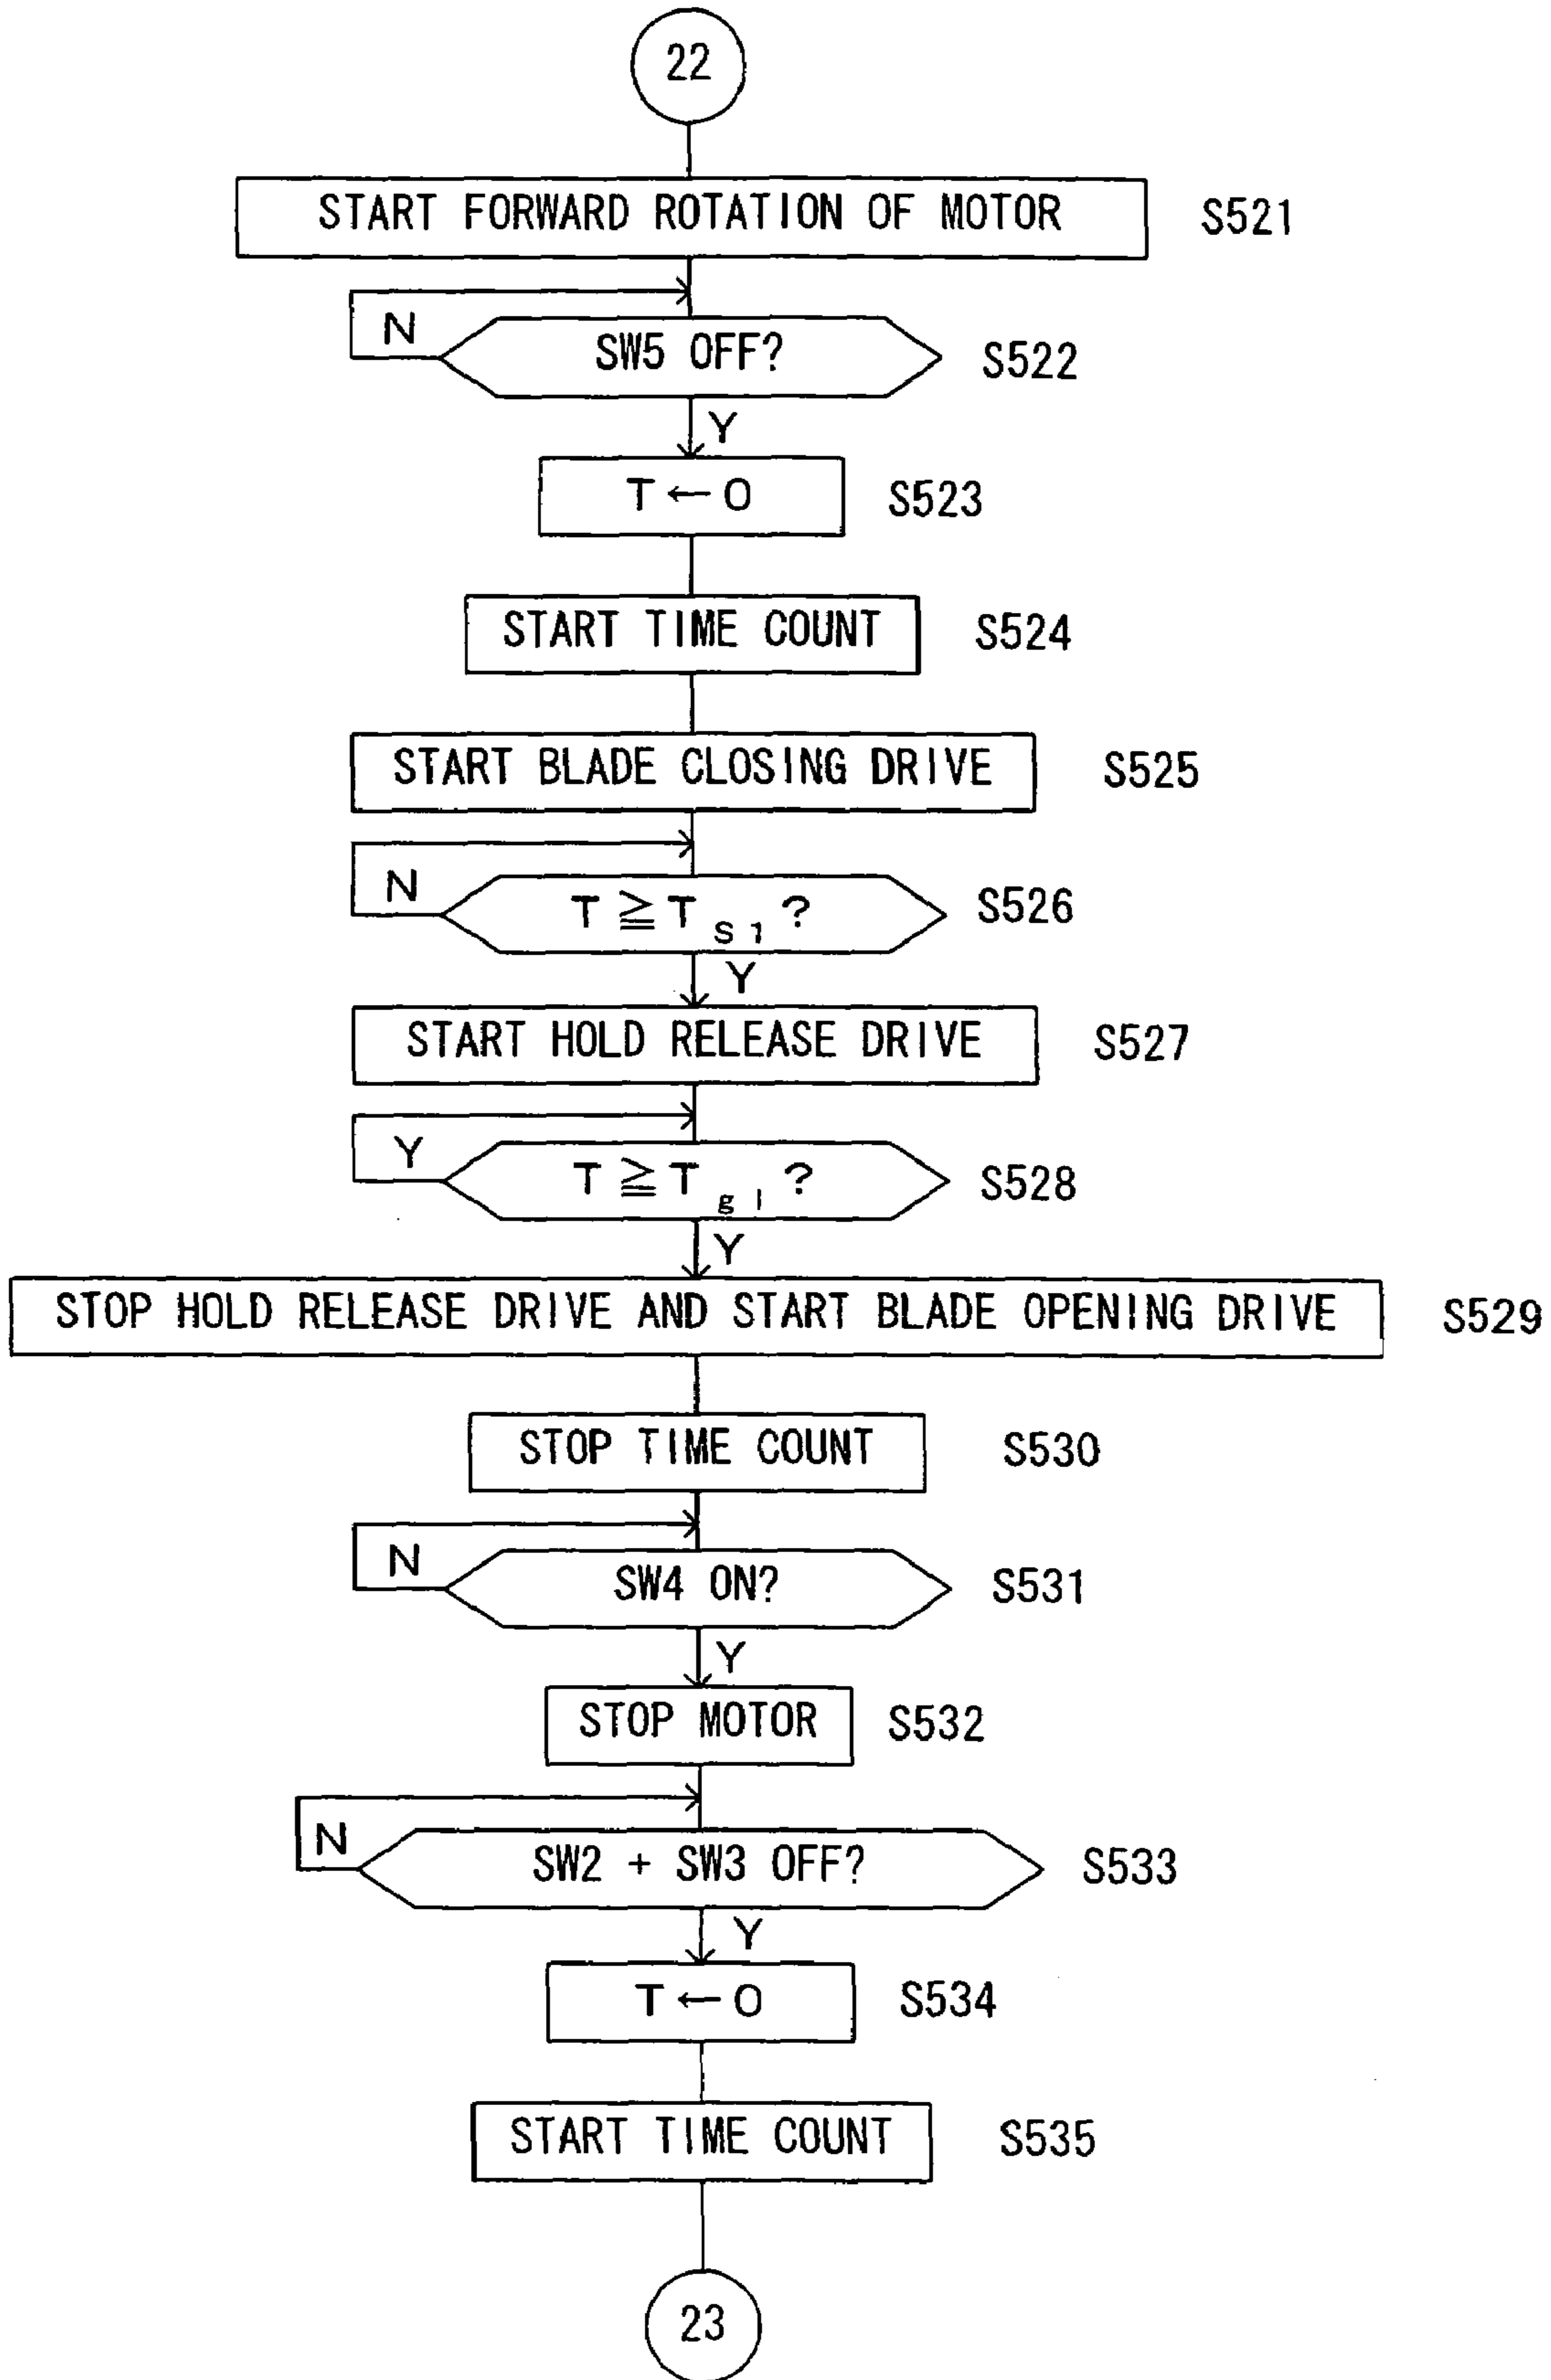 22
START FORWARD ROTATION OF MOTOR S521
N
SW5 OFF? S522
Y
T ← 0 S523
START TIME COUNT S524
START BLADE CLOSING DRIVE S525
N
T ≧ T S1 ? S526
Y
START HOLD RELEASE DRIVE S527
Y
T ≧ T g1 ? S528
Y
STOP HOLD RELEASE DRIVE AND START BLADE OPENING DRIVE S529
STOP TIME COUNT S530
N
SW4 ON? S531
Y
STOP MOTOR S532
N
SW2 + SW3 OFF? S533
Y
T ← 0 S534
START TIME COUNT S535
23